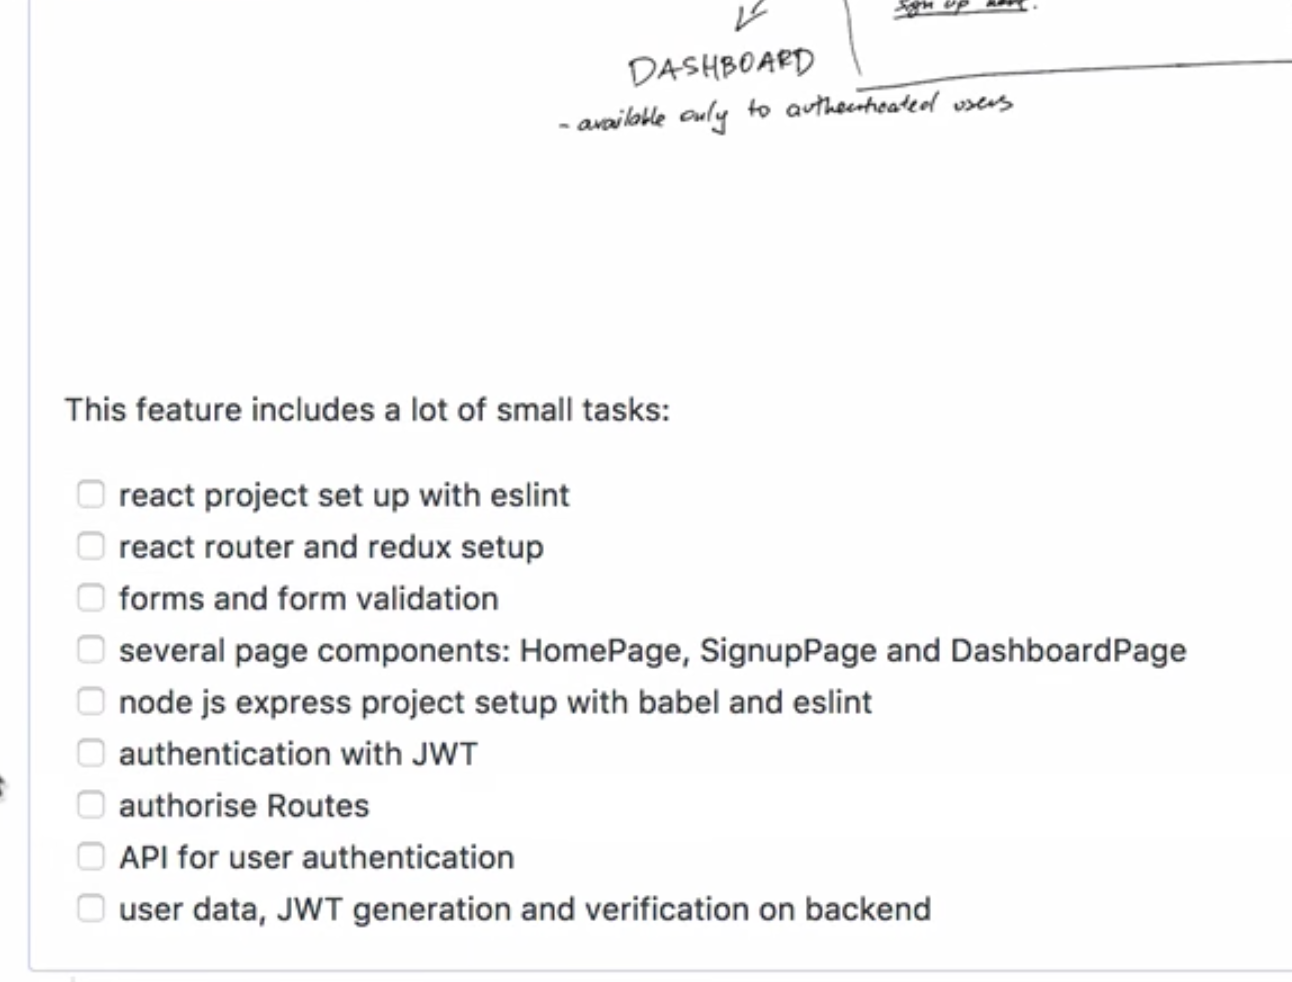 sign up here.
DASHBOARD
- available only to authenticated users
This feature includes a lot of small tasks:
react project set up with eslint
react router and redux setup
forms and form validation
several page components: HomePage, SignupPage and DashboardPage
node js express project setup with babel and eslint
authentication with JWT
authorise Routes
API for user authentication
user data, JWT generation and verification on backend